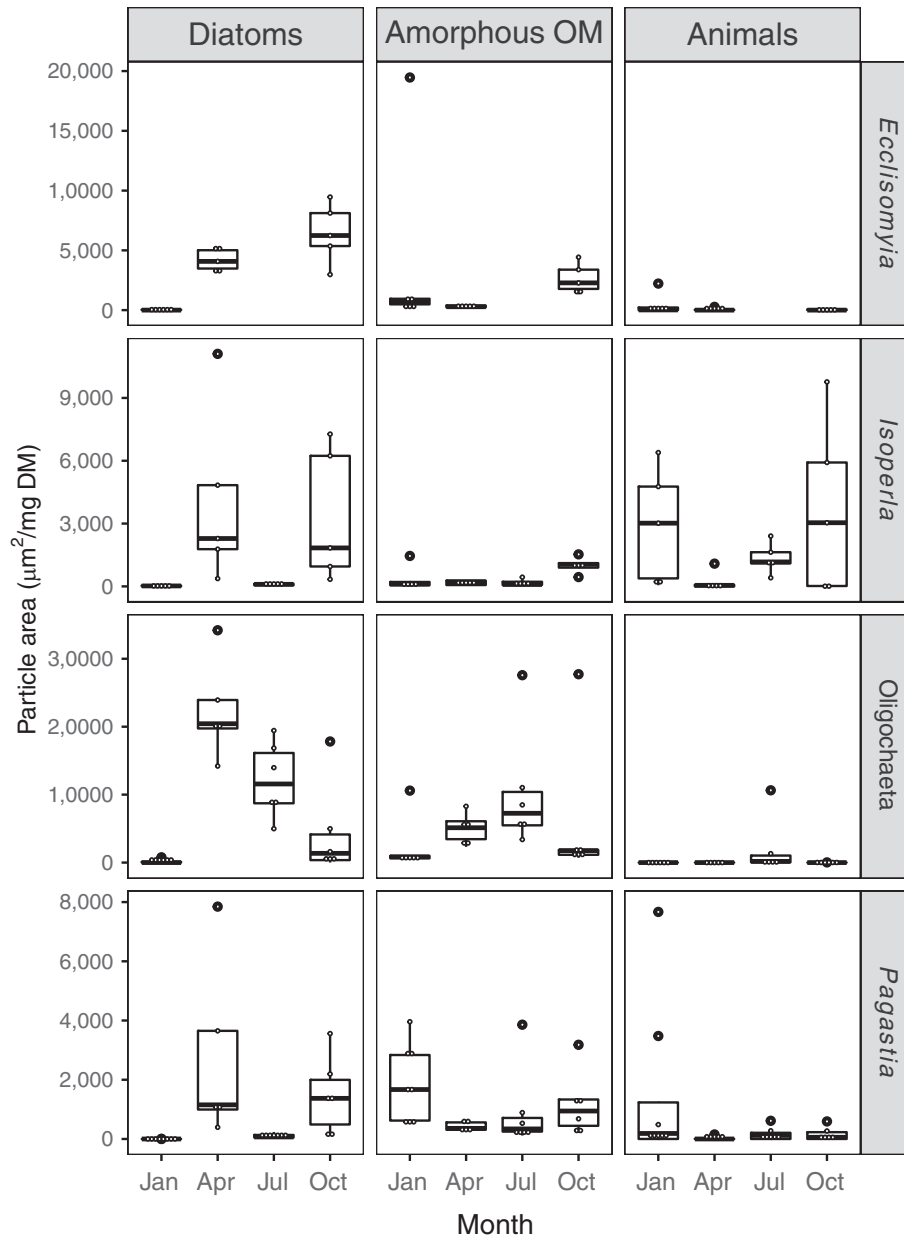 Diatoms Amorphous OM Animals
20,000
15,000
1,0000
5,000
0
Ecclisomyia
9,000
6,000
3,000
0
Isoperla
3,0000
2,0000
1,0000
0
Oligochaeta
8,000
6,000
4,000
2,000
0
Pagastia
Particle area (μm²/mg DM)
Jan Apr Jul Oct Jan Apr Jul Oct Jan Apr Jul Oct
Month